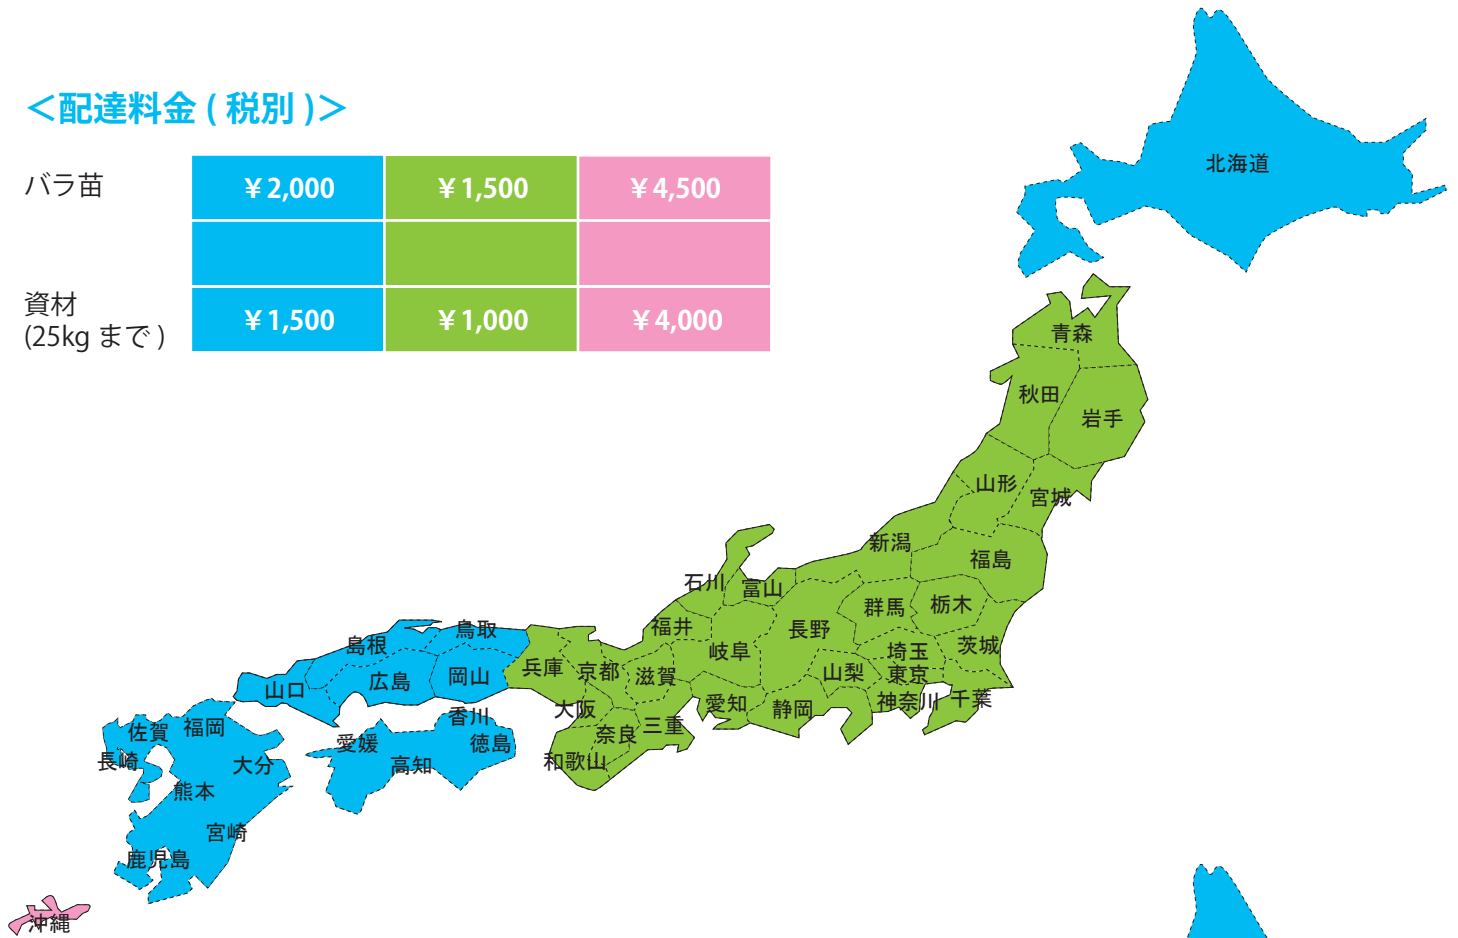 ＜配達料金 ( 税別 )＞
バラ苗 ￥2,000 ￥1,500 ￥4,500
資材
(25kg まで ) ￥1,500 ￥1,000 ￥4,000
北海道
青森
秋田
岩手
山形
宮城
新潟
福島
石川
富山
群馬
栃木
福井
岐阜
長野
埼玉
茨城
東京
山梨
神奈川
千葉
鳥取
島根
岡山
広島
山口
兵庫
京都
滋賀
愛知
静岡
大阪
奈良
三重
和歌山
香川
徳島
愛媛
高知
福岡
佐賀
長崎
大分
熊本
宮崎
鹿児島
沖縄